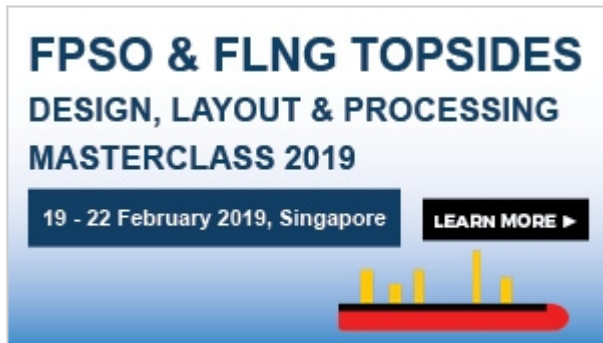 FPSO & FLNG TOPSIDES
DESIGN, LAYOUT & PROCESSING
MASTERCLASS 2019
19 - 22 February 2019, Singapore
LEARN MORE ►